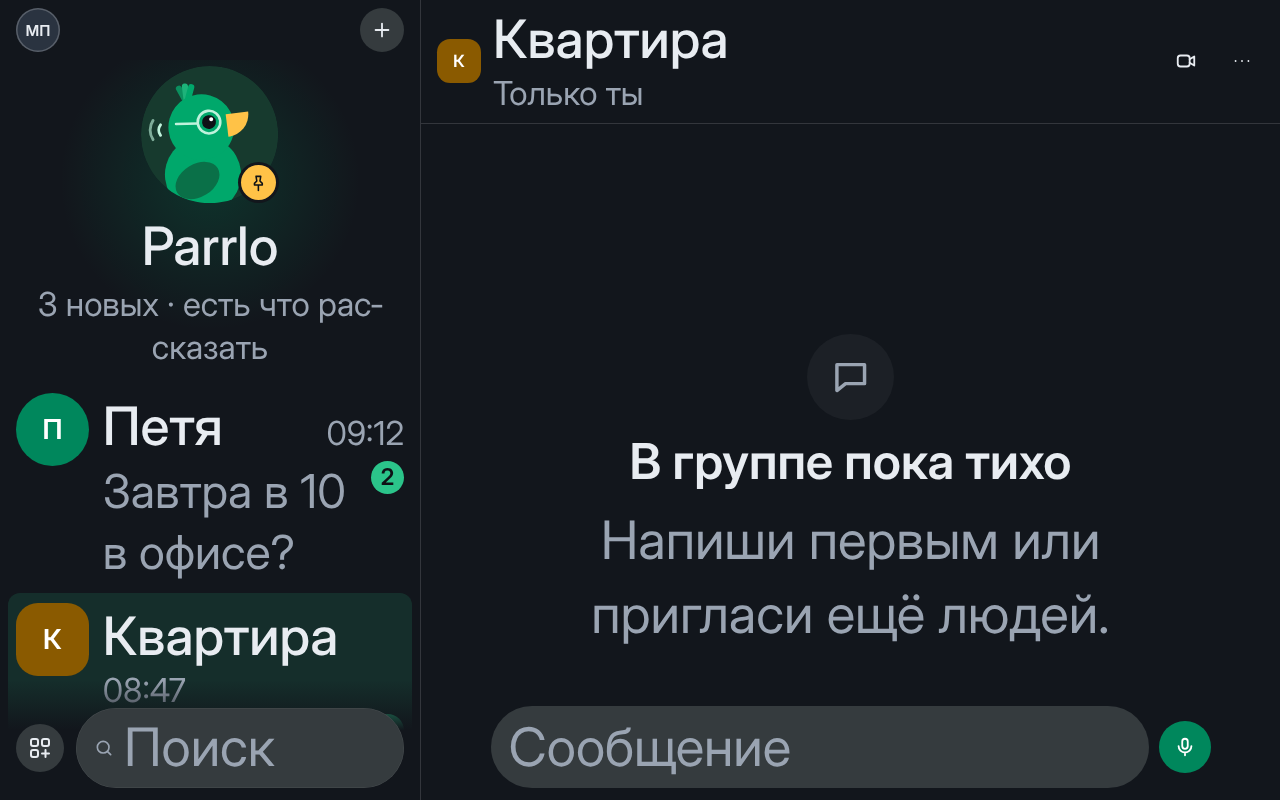 МП
Parrlo
3 новых · есть что рас-
сказать
П
Петя
09:12
Завтра в 10
2
в офисе?
К
Квартира
08:47
Поиск
К
Квартира
Только ты
В группе пока тихо
Напиши первым или
пригласи ещё людей.
Сообщение